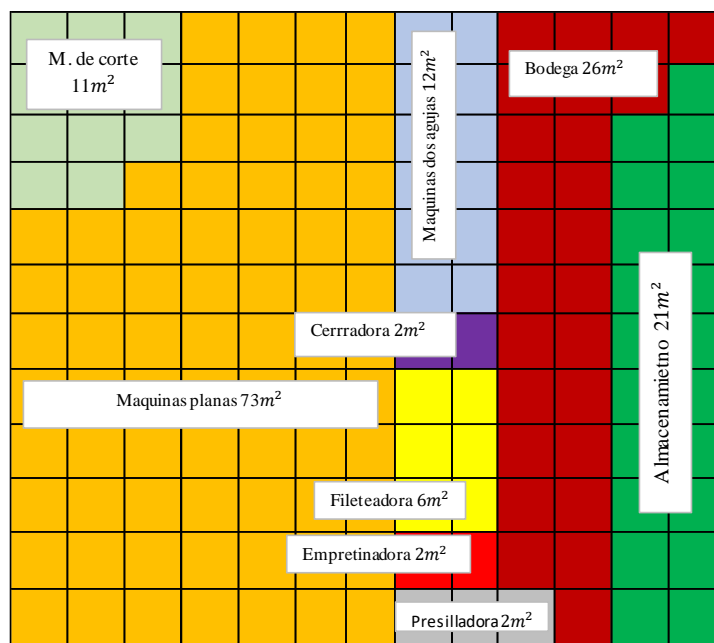 M. de corte
11m²
Maquinas dos agujas 12m²
Bodega 26m²
Cerrradora 2m²
Almacenamietno 21m²
Maquinas planas 73m²
Fileteadora 6m²
Empretinadora 2m²
Presilladora 2m²